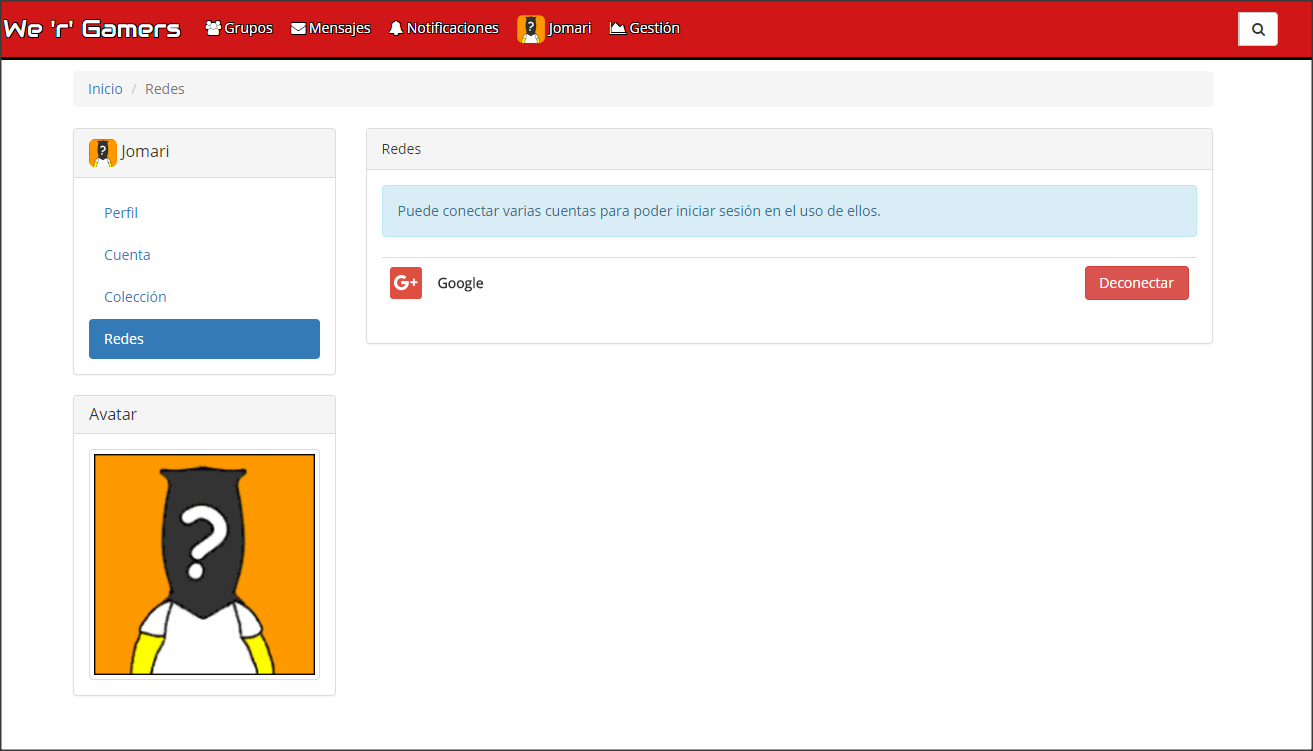 We 'r' Gamers Grupos Mensajes Notificaciones Jomari Gestión
Inicio / Redes
Jomari
Perfil
Cuenta
Colección
Redes
Avatar
?
Redes
Puede conectar varias cuentas para poder iniciar sesión en el uso de ellos.
G+ Google Deconectar